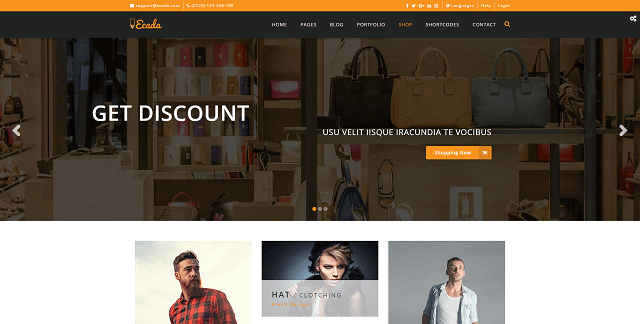 support@ecada.com (0123) 123-456-789 Languages Help Login
Ecada
HOME PAGES BLOG PORTFOLIO SHOP SHORTCODES CONTACT
GET DISCOUNT
USU VELIT IISQUE IRACUNDIA TE VOCIBUS
Shopping Now
HAT / CLOTCHING